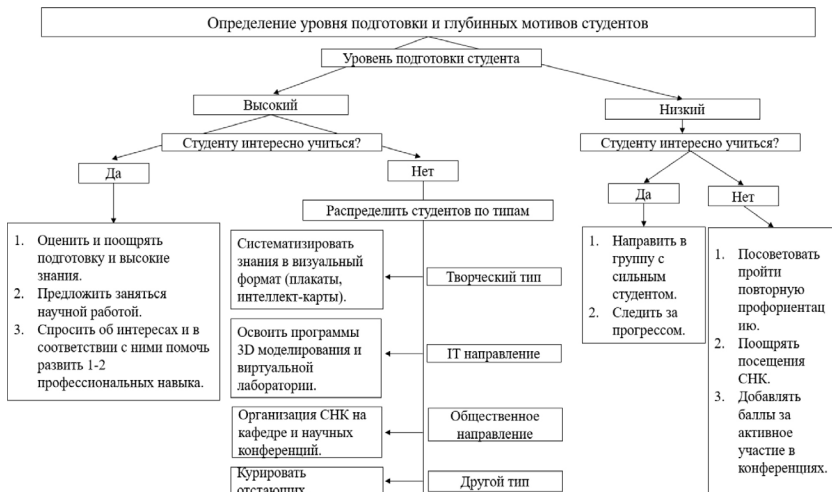 Определение уровня подготовки и глубинных мотивов студентов
Уровень подготовки студента
Высокий
Низкий
Студенту интересно учиться?
Студенту интересно учиться?
Да
Нет
Да
Нет
Распределить студентов по типам
1. Оценить и поощрять
подготовку и высокие
знания.
2. Предложить заняться
научной работой.
3. Спросить об интересах и в
соответствии с ними помочь
развить 1-2
профессиональных навыка.
Систематизировать
знания в визуальный
формат (плакаты,
интеллект-карты).
Творческий тип
Освоить программы
3D моделирования и
виртуальной
лаборатории.
IT направление
Организация СНК на
кафедре и научных
конференций.
Общественное
направление
Курировать
отстающих
Другой тип
1. Направить в
группу с
сильным
студентом.
2. Следить за
прогрессом.
1. Посоветовать
пройти
повторную
профориентац
ию.
2. Поощрять
посещения
СНК.
3. Добавлять
баллы за
активное
участие в
конференциях.